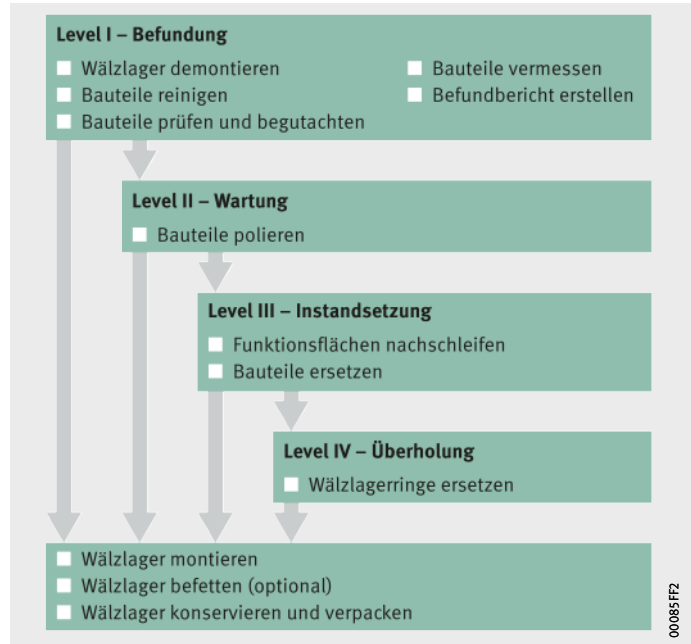 Level I – Befundung
Wälzlager demontieren
Bauteile reinigen
Bauteile prüfen und begutachten
Bauteile vermessen
Befundbericht erstellen
Level II – Wartung
Bauteile polieren
Level III – Instandsetzung
Funktionsflächen nachschleifen
Bauteile ersetzen
Level IV – Überholung
Wälzlagerringe ersetzen
Wälzlager montieren
Wälzlager befetten (optional)
Wälzlager konservieren und verpacken
00085FF2